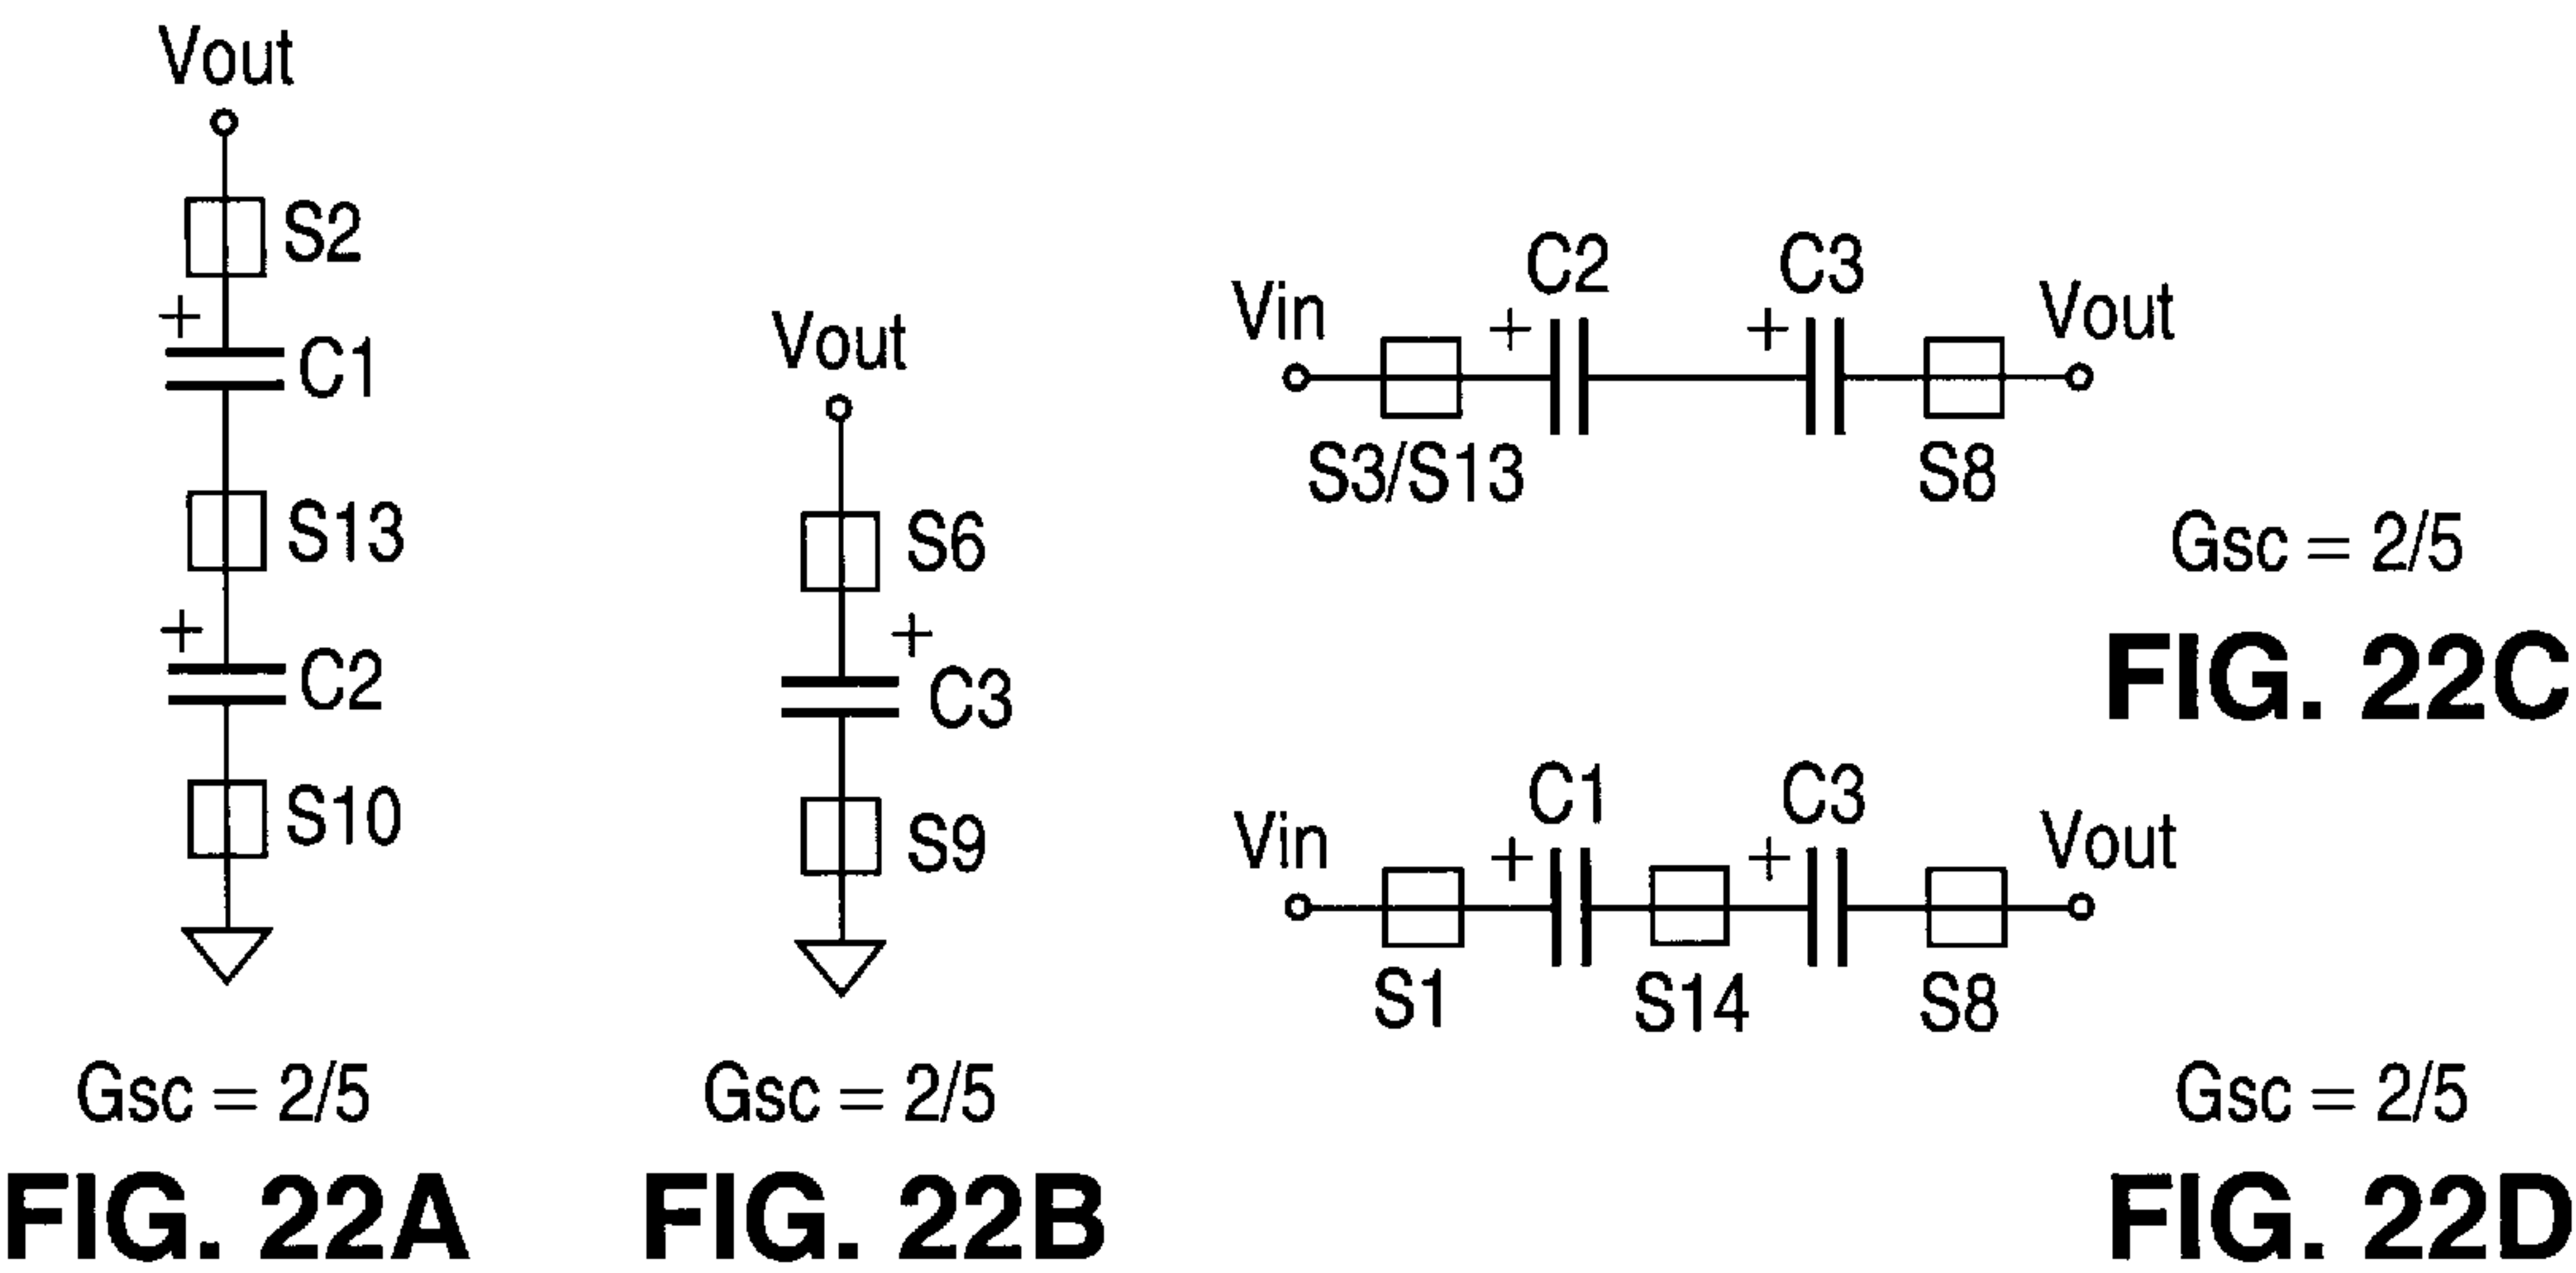 Vout
S2
+
C1
S13
+
C2
S10
Gsc = 2/5
FIG. 22A
Vout
S6
+
C3
S9
Gsc = 2/5
FIG. 22B
C2 C3
Vin + + Vout
S3/S13 S8
Gsc = 2/5
FIG. 22C
C1 C3
Vin + + Vout
S1 S14 S8
Gsc = 2/5
FIG. 22D